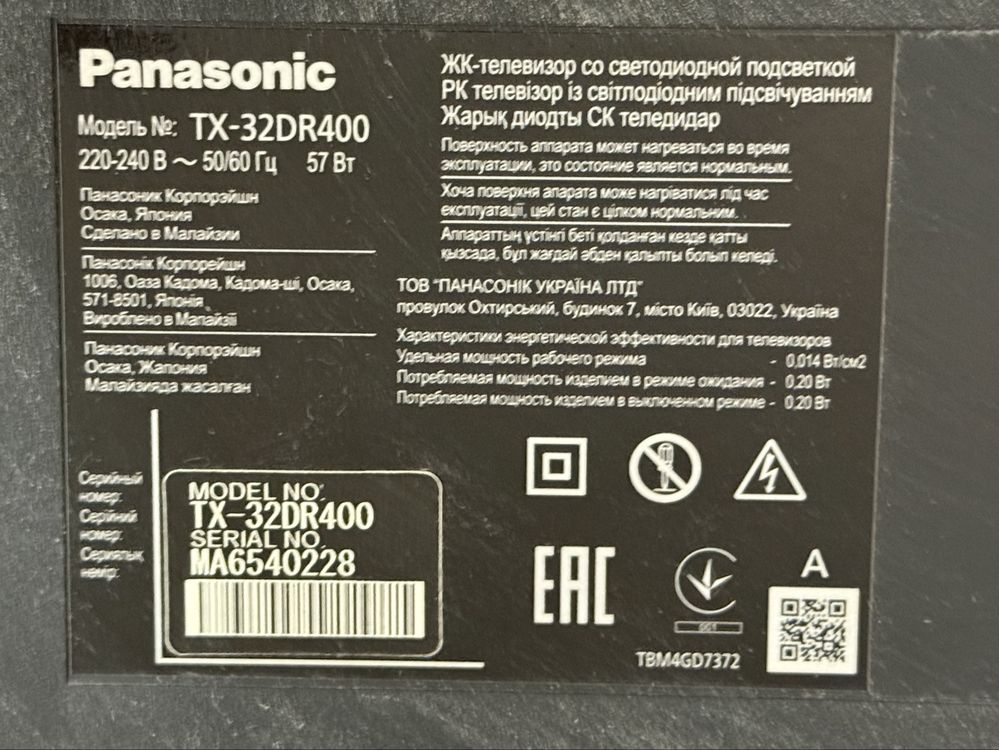 Panasonic
Модель №: TX-32DR400
220-240 В ~ 50/60 Гц 57 Вт
Панасоник Корпорэйшн
Осака, Япония
Сделано в Малайзии
Панасонік Корпорейшн
1006, Оаза Кадома, Кадома-ші, Осака,
571-8501, Японія
Вироблено в Малайзії
Панасоник Корпорэйшн
Осака, Жапония
Малайзияда жасалған
ЖК-телевизор со светодиодной подсветкой
РК телевізор із світлодіодним підсвічуванням
Жарық диодты СК теледидар
Поверхность аппарата может нагреваться во время
эксплуатации, это состояние является нормальным.
Хоча поверхня апарата може нагріватися під час
експлуатації, цей стан є цілком нормальним.
Аппараттың үстіңгі беті қолданған кезде қатты
қызсада, бұл жағдай әбден қалыпты болып келеді.
ТОВ "ПАНАСОНІК УКРАЇНА ЛТД"
провулок Охтирський, будинок 7, місто Київ, 03022, Україна
Характеристики энергетической эффективности для телевизоров
Удельная мощность рабочего режима - 0,014 Вт/см2
Потребляемая мощность изделием в режиме ожидания - 0,20 Вт
Потребляемая мощность изделием в выключенном режиме - 0,20 Вт
Серийный
номер:
Серійний
номер:
Сериялық
нөмір:
MODEL NO.
TX-32DR400
SERIAL NO.
MA6540228
EAC
001
A
TBM4GD7372